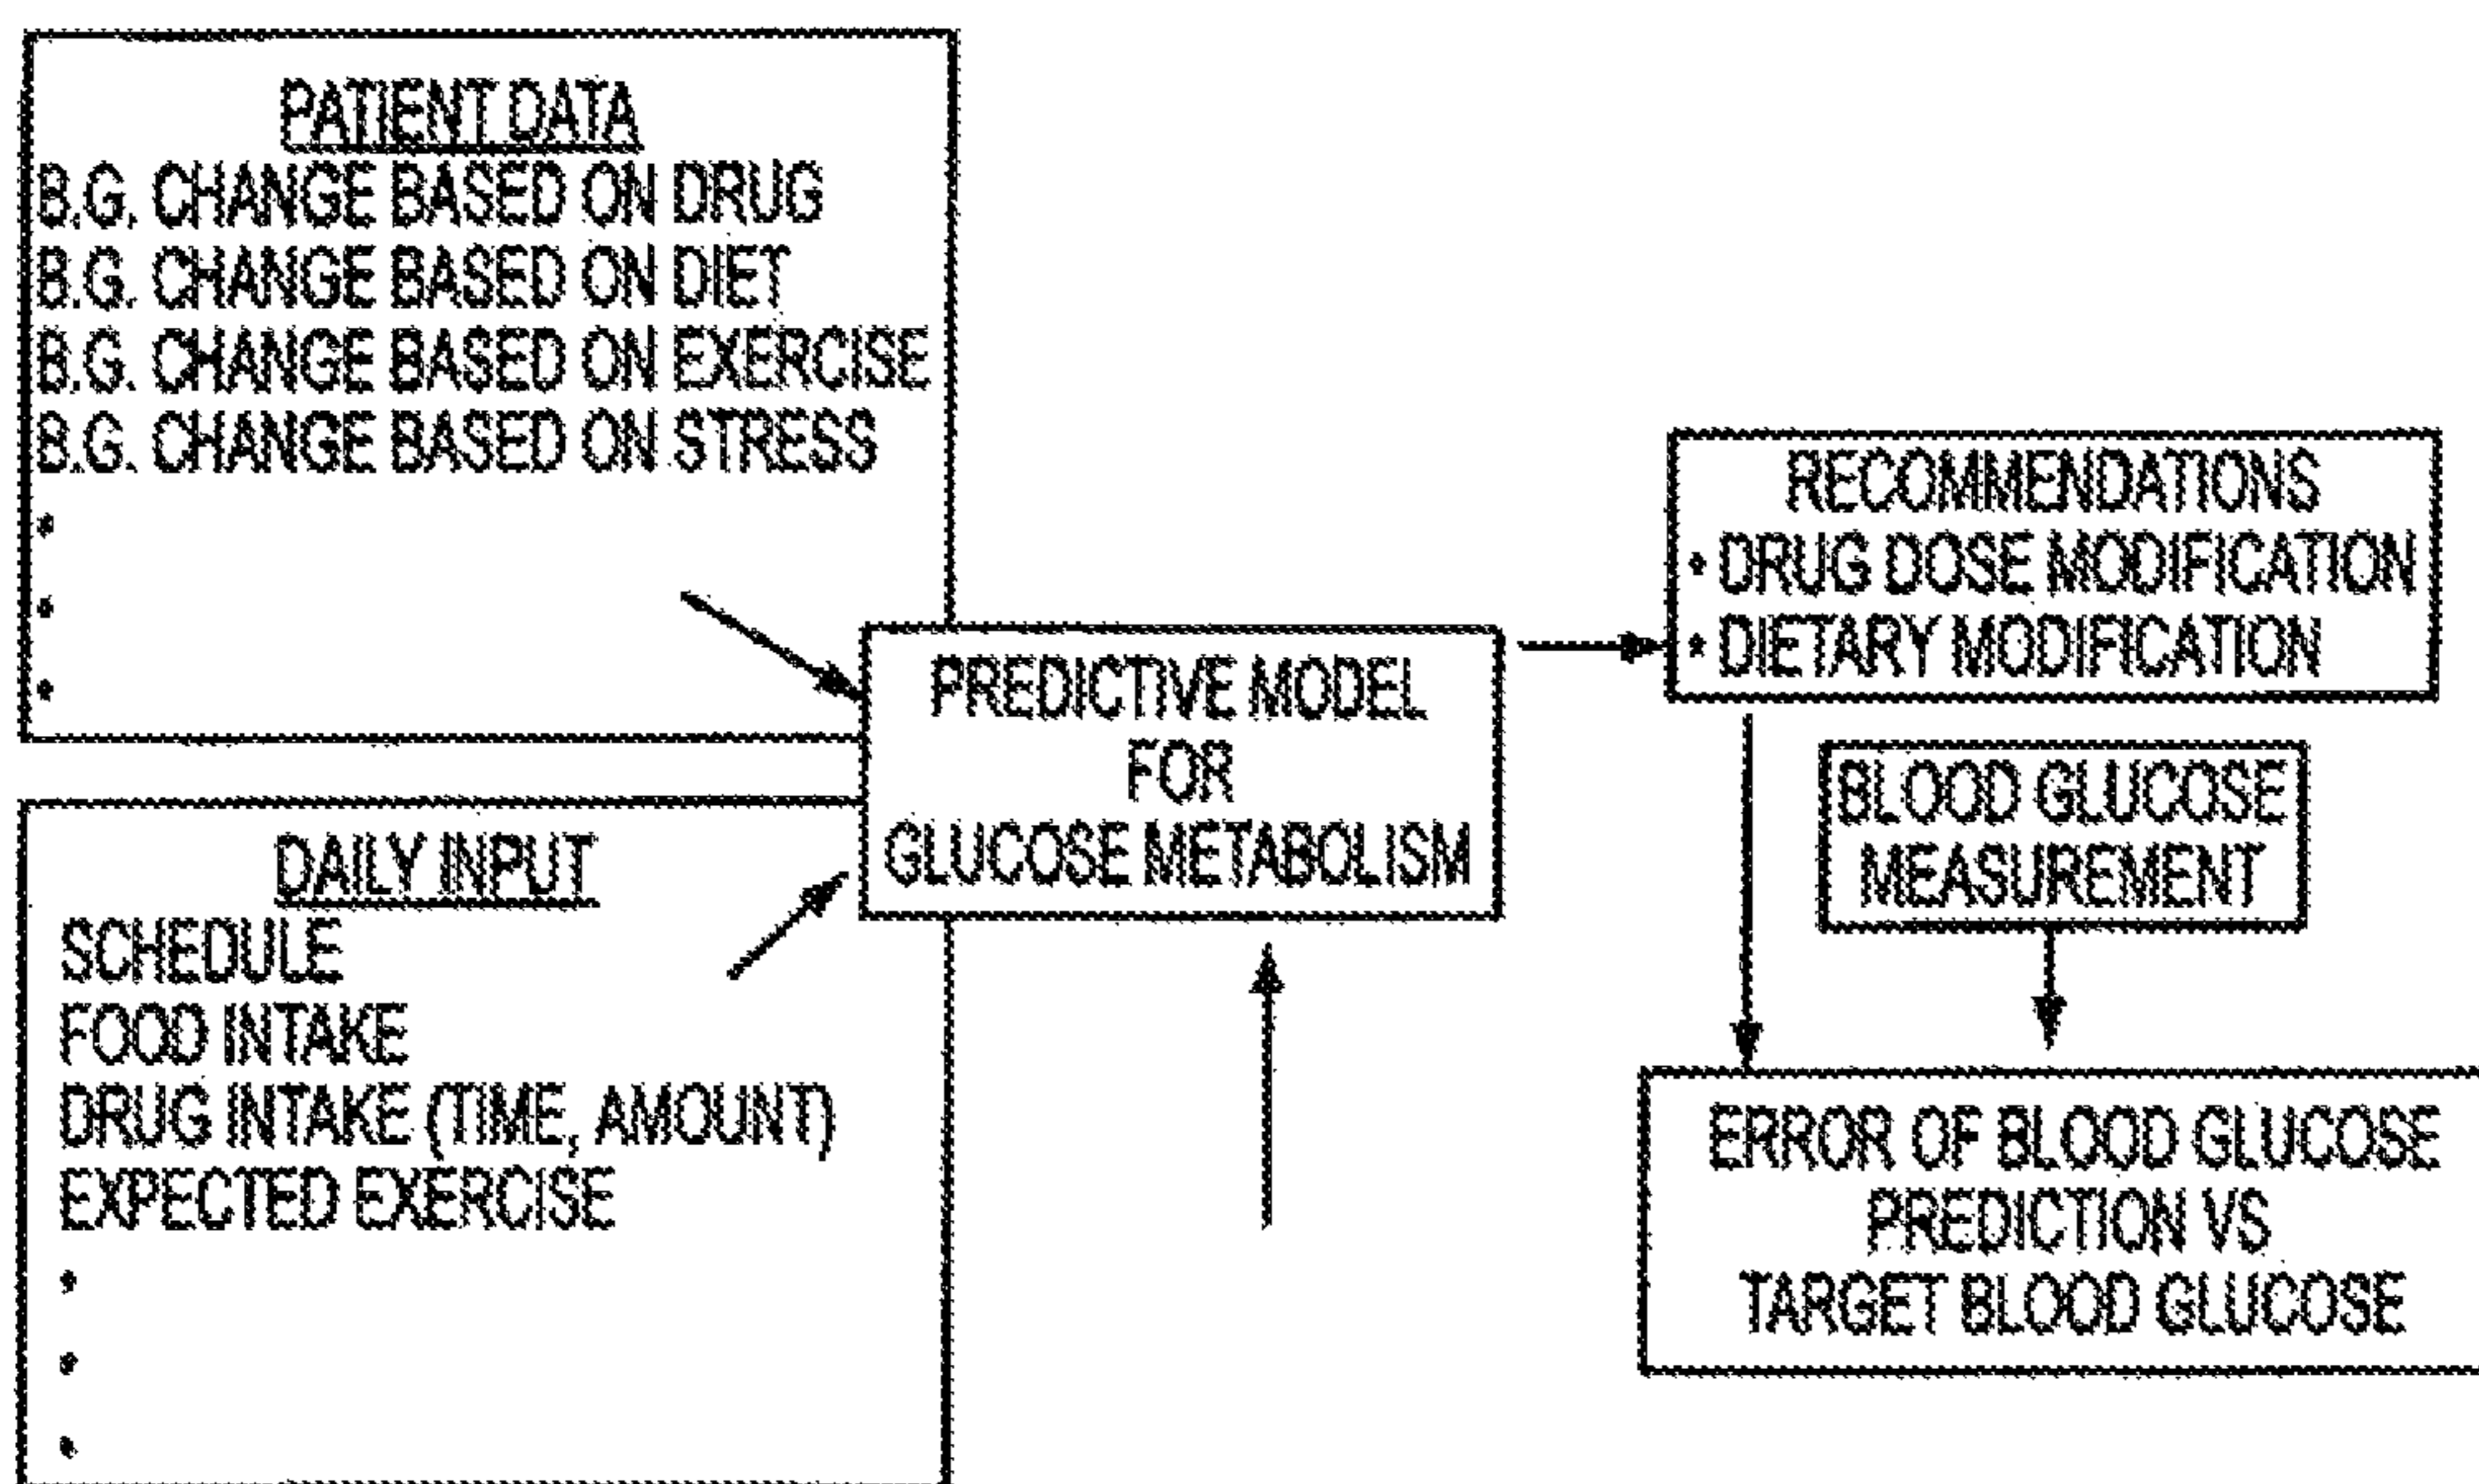 PATIENT DATA
B.G. CHANGE BASED ON DRUG
B.G. CHANGE BASED ON DIET
B.G. CHANGE BASED ON EXERCISE
B.G. CHANGE BASED ON STRESS
•
•
•
DAILY INPUT
SCHEDULE
FOOD INTAKE
DRUG INTAKE (TIME, AMOUNT)
EXPECTED EXERCISE
•
•
•
PREDICTIVE MODEL
FOR
GLUCOSE METABOLISM
RECOMMENDATIONS
• DRUG DOSE MODIFICATION
• DIETARY MODIFICATION
BLOOD GLUCOSE
MEASUREMENT
ERROR OF BLOOD GLUCOSE
PREDICTION VS
TARGET BLOOD GLUCOSE